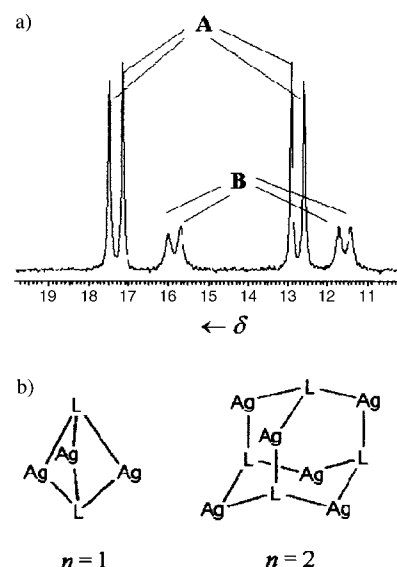 a)
A
B
19 18 17 16 15 14 13 12 11
← δ
b)
L
Ag Ag Ag
L
n = 1
Ag L Ag
Ag
L Ag L
L
Ag Ag
n = 2